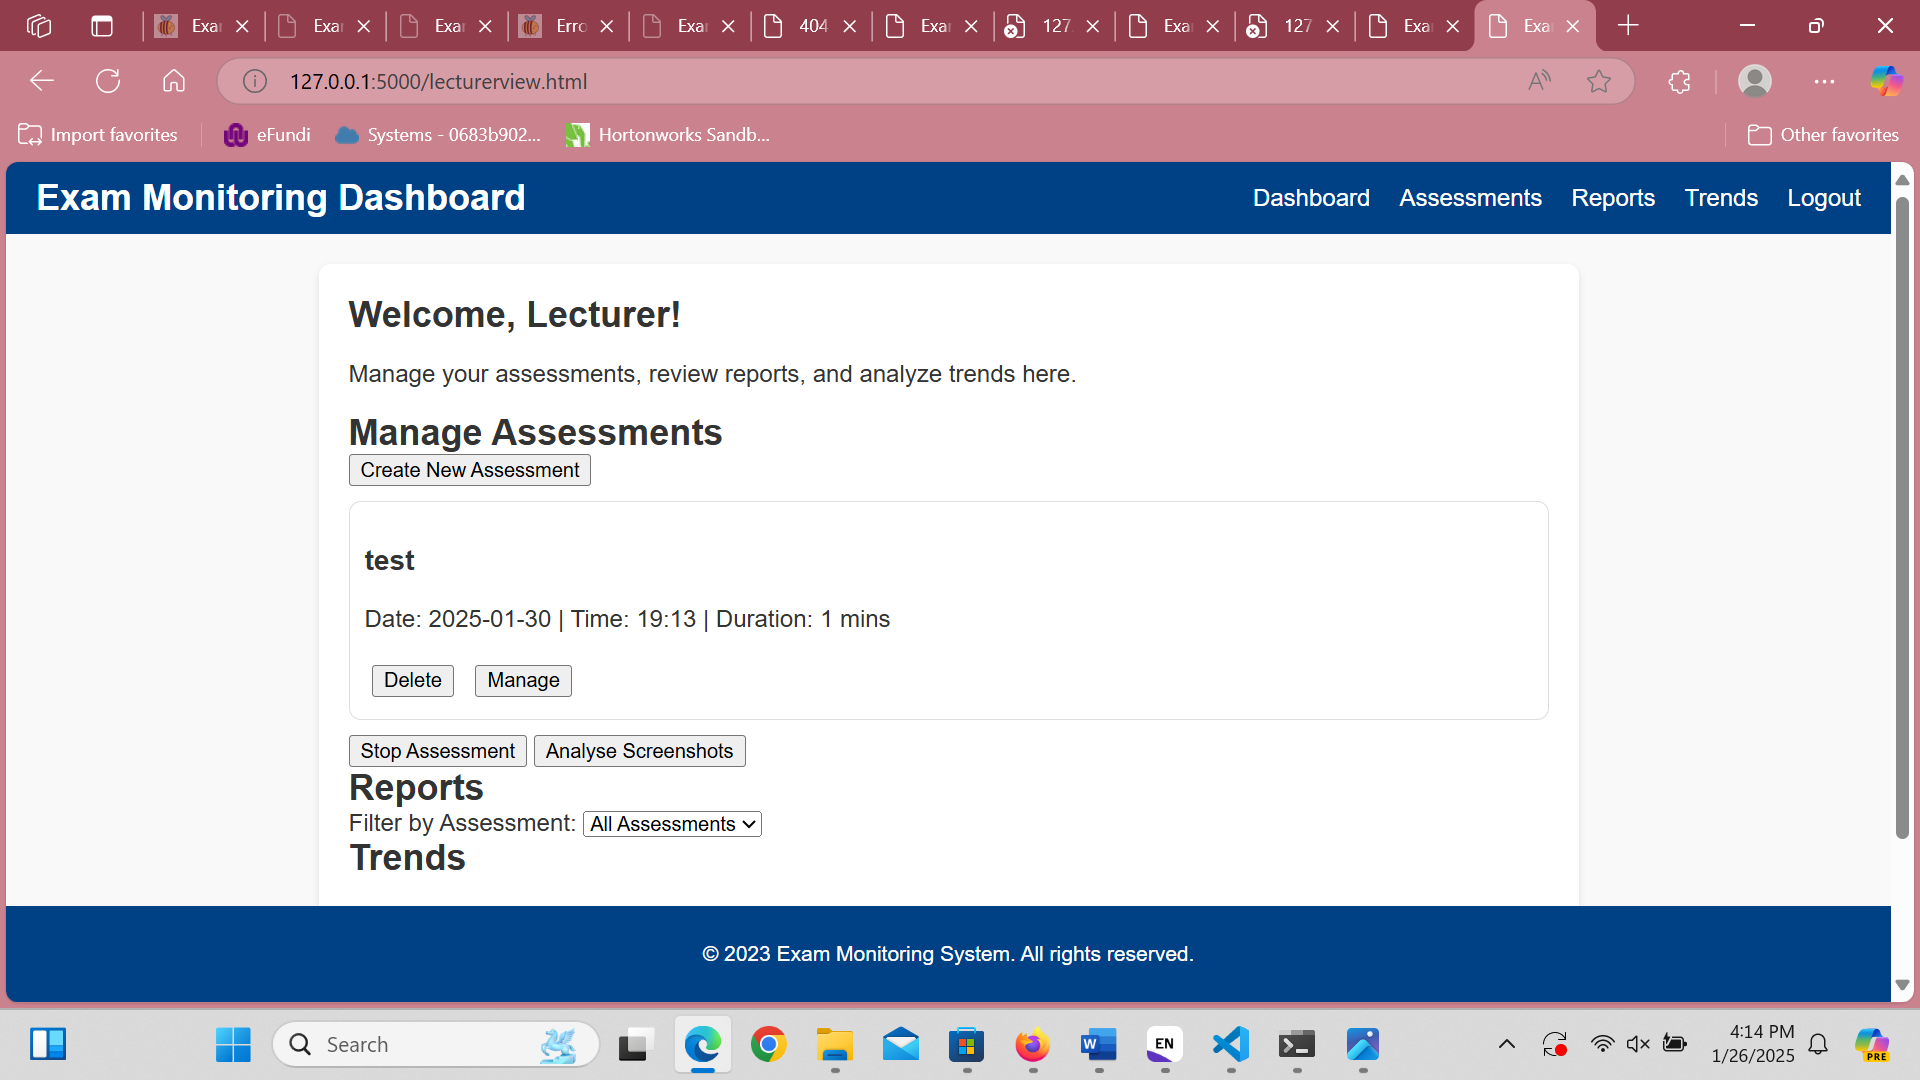 Exa
Exa
Exa
Erro
Exa
404
Exa
127
Exa
127
Exa
Exa
127.0.0.1:5000/lecturerview.html
Import favorites
eFundi
Systems - 0683b902...
Hortonworks Sandb...
Other favorites
Exam Monitoring Dashboard
Dashboard Assessments Reports Trends Logout
Welcome, Lecturer!
Manage your assessments, review reports, and analyze trends here.
Manage Assessments
Create New Assessment
test
Date: 2025-01-30 | Time: 19:13 | Duration: 1 mins
Delete Manage
Stop Assessment Analyse Screenshots
Reports
Filter by Assessment: All Assessments
Trends
© 2023 Exam Monitoring System. All rights reserved.
Search
EN
4:14 PM
1/26/2025
PRE